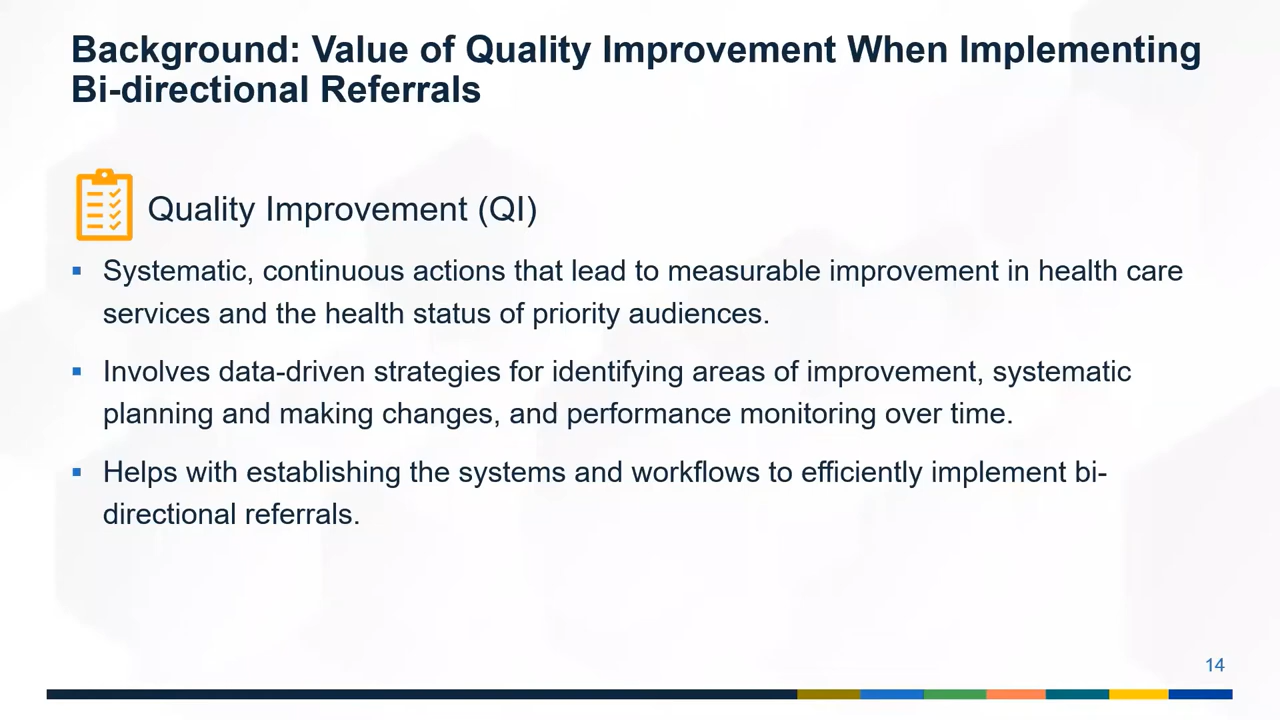 Background: Value of Quality Improvement When Implementing
Bi-directional Referrals
Quality Improvement (QI)
▪ Systematic, continuous actions that lead to measurable improvement in health care
services and the health status of priority audiences.
▪ Involves data-driven strategies for identifying areas of improvement, systematic
planning and making changes, and performance monitoring over time.
▪ Helps with establishing the systems and workflows to efficiently implement bi-
directional referrals.
14